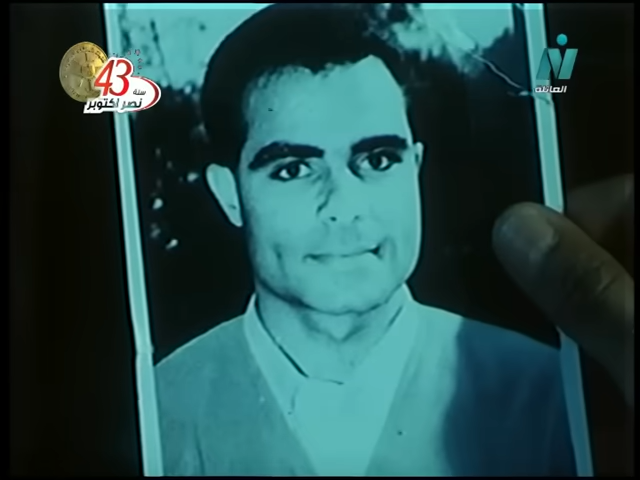 43
سنة
نصر اكتوبر
العائلة